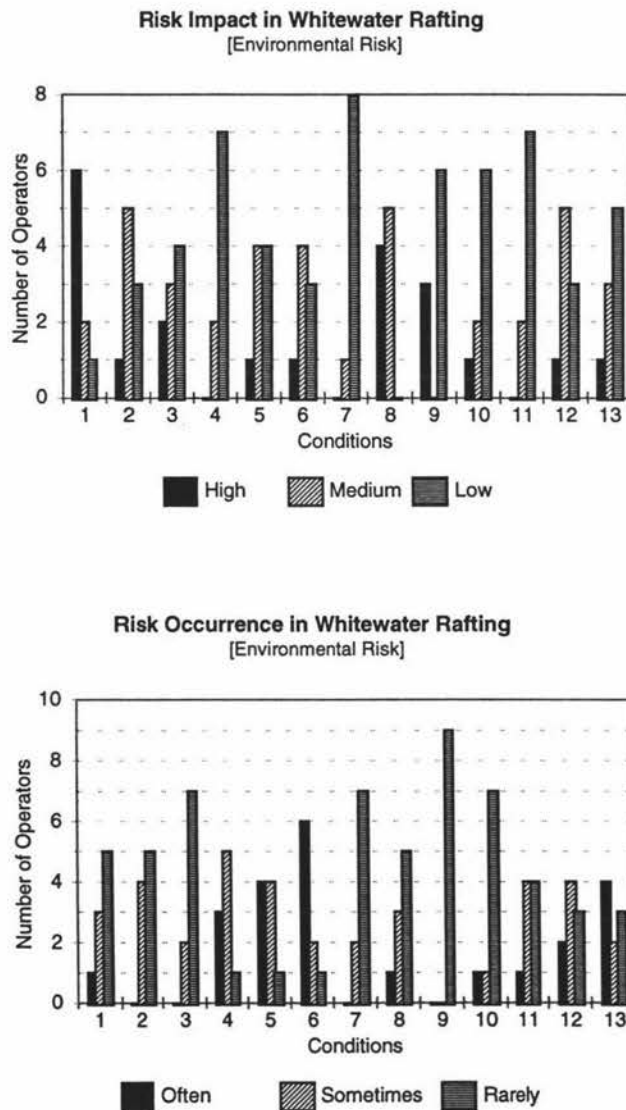 Risk Impact in Whitewater Rafting
[Environmental Risk]
8
6
4
2
0
Number of Operators
1 2 3 4 5 6 7 8 9 10 11 12 13
Conditions
High Medium Low
Risk Occurrence in Whitewater Rafting
[Environmental Risk]
10
8
6
4
2
0
Number of Operators
1 2 3 4 5 6 7 8 9 10 11 12 13
Conditions
Often Sometimes Rarely